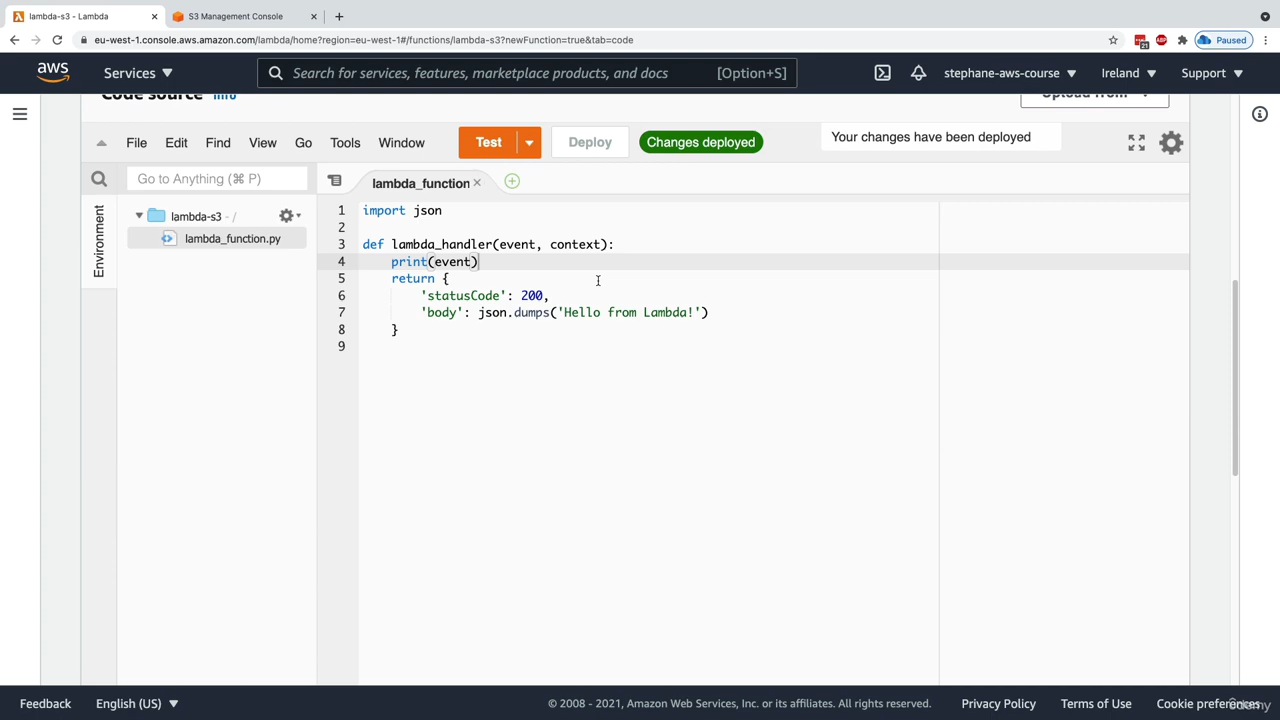 lambda-s3 - Lambda
S3 Management Console
eu-west-1.console.aws.amazon.com/lambda/home?region=eu-west-1#/functions/lambda-s3?newFunction=true&tab=code
21
ABP
Paused
aws
Services
Search for services, features, marketplace products, and docs
[Option+S]
stephane-aws-course
Ireland
Support
Code source
Info
Upload from
File
Edit
Find
View
Go
Tools
Window
Test
Deploy
Changes deployed
Your changes have been deployed
Go to Anything (⌘ P)
lambda_function
Environment
lambda-s3 - /
lambda_function.py
1 import json
2
3 def lambda_handler(event, context):
4 print(event)
5 return {
6 'statusCode': 200,
7 'body': json.dumps('Hello from Lambda!')
8 }
9
Feedback
English (US)
© 2008 - 2021, Amazon Web Services, Inc. or its affiliates. All rights reserved.
Privacy Policy
Terms of Use
Cookie preferences
Udemy